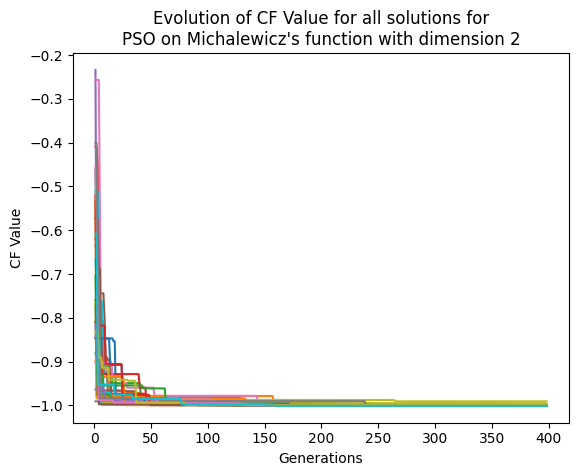 Evolution of CF Value for all solutions for
PSO on Michalewicz's function with dimension 2
−0.2
−0.3
−0.4
−0.5
−0.6
−0.7
−0.8
−0.9
−1.0
CF Value
0 50 100 150 200 250 300 350 400
Generations